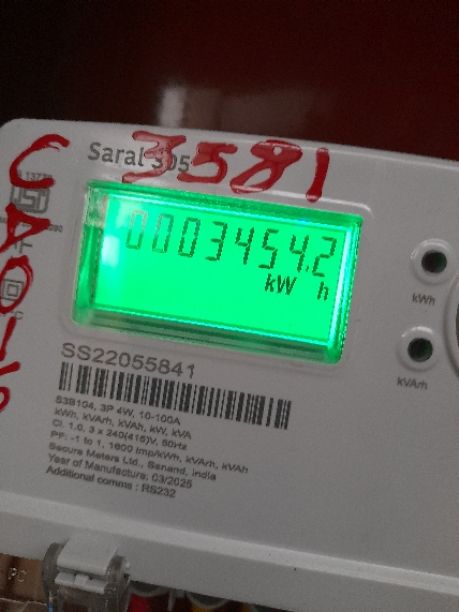 Saral 305
3581
CA01
0003454.2
kW h
kWh
kVArh
SS22055841
S3B104, 3P 4W, 10-100A
kWh, kVArh, kVAh, kW, kVA
Cl. 1.0, 3 x 240(415)V, 50Hz
PF: -1 to 1, 1600 imp/kWh, kVArh, kVAh
Secure Meters Ltd., Sanand, India
Year of Manufacture: 03/2025
Additional comms : RS232